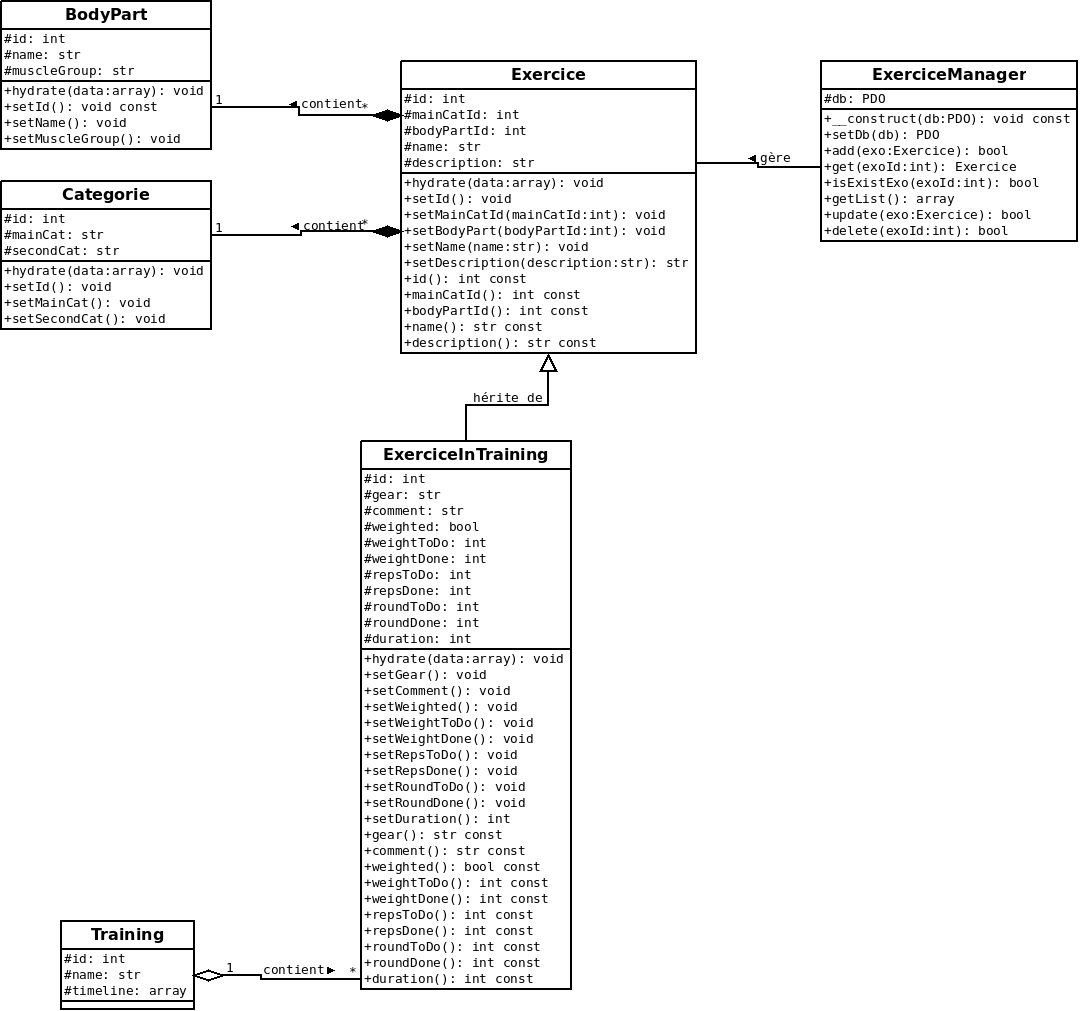 BodyPart
#id: int
#name: str
#muscleGroup: str
+hydrate(data:array): void
+setId(): void const
+setName(): void
+setMuscleGroup(): void
1
contient
*
Exercice
#id: int
#mainCatId: int
#bodyPartId: int
#name: str
#description: str
+hydrate(data:array): void
+setId(): void
+setMainCatId(mainCatId:int): void
+setBodyPart(bodyPartId:int): void
+setName(name:str): void
+setDescription(description:str): str
+id(): int const
+mainCatId(): int const
+bodyPartId(): int const
+name(): str const
+description(): str const
gère
ExerciceManager
#db: PDO
+__construct(db:PDO): void const
+setDb(db): PDO
+add(exo:Exercice): bool
+get(exoId:int): Exercice
+isExistExo(exoId:int): bool
+getList(): array
+update(exo:Exercice): bool
+delete(exoId:int): bool
Categorie
#id: int
#mainCat: str
#secondCat: str
+hydrate(data:array): void
+setId(): void
+setMainCat(): void
+setSecondCat(): void
1
contient
*
hérite de
ExerciceInTraining
#id: int
#gear: str
#comment: str
#weighted: bool
#weightToDo: int
#weightDone: int
#repsToDo: int
#repsDone: int
#roundToDo: int
#roundDone: int
#duration: int
+hydrate(data:array): void
+setGear(): void
+setComment(): void
+setWeighted(): void
+setWeightToDo(): void
+setWeightDone(): void
+setRepsToDo(): void
+setRepsDone(): void
+setRoundToDo(): void
+setRoundDone(): void
+setDuration(): int
+gear(): str const
+comment(): str const
+weighted(): bool const
+weightToDo(): int const
+weightDone(): int const
+repsToDo(): int const
+repsDone(): int const
+roundToDo(): int const
+roundDone(): int const
+duration(): int const
Training
#id: int
#name: str
#timeline: array
1
contient
*